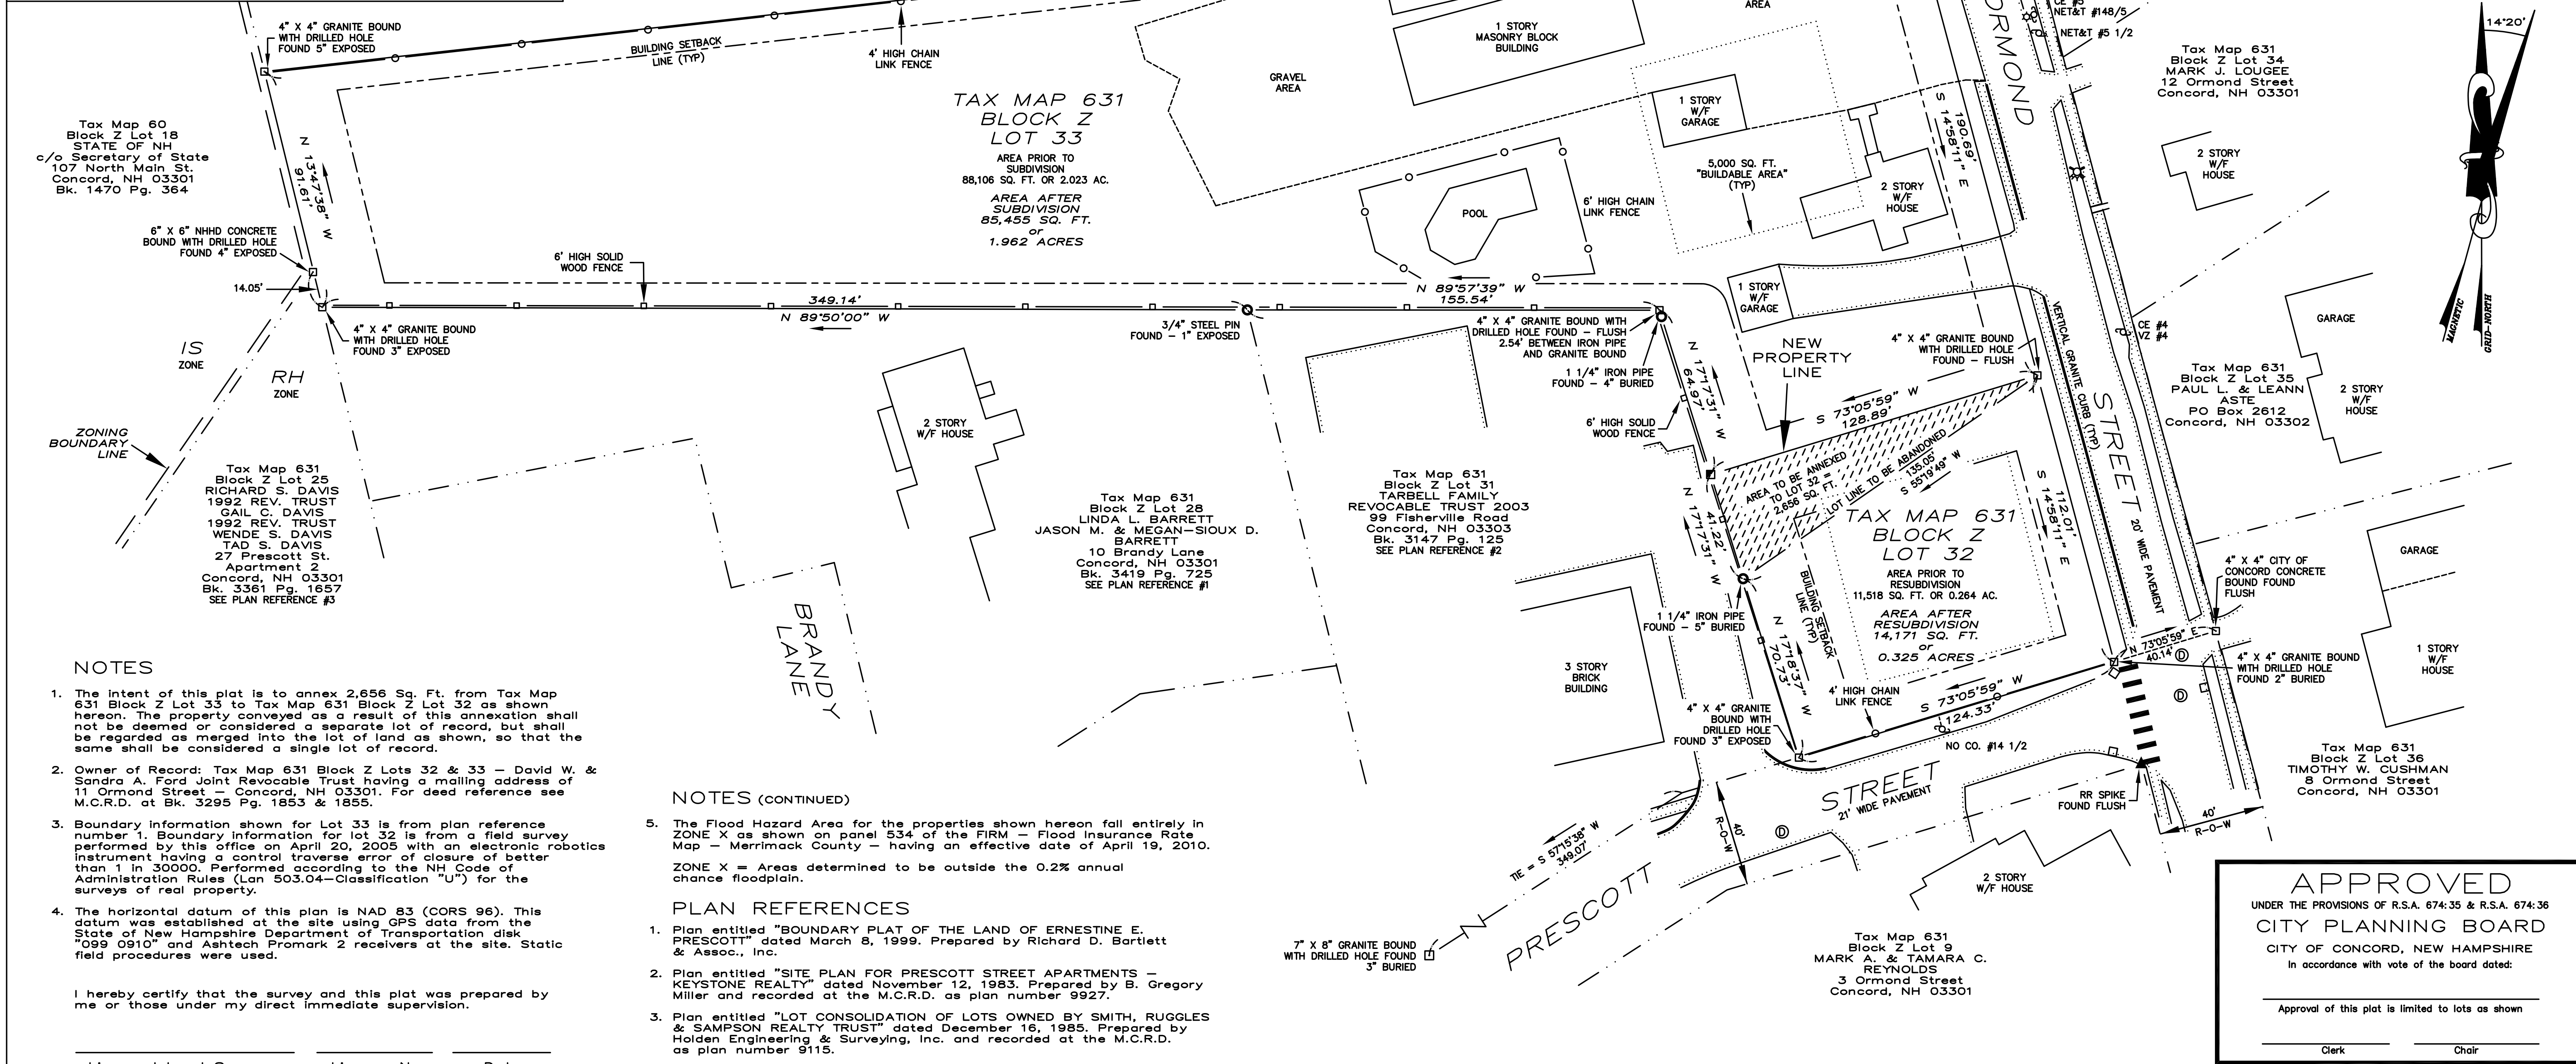 4" X 4" GRANITE BOUND
WITH DRILLED HOLE
FOUND 5" EXPOSED
BUILDING SETBACK
LINE (TYP)
4' HIGH CHAIN
LINK FENCE
GRAVEL
AREA
1 STORY
MASONRY BLOCK
BUILDING
AREA
ORMOND
CE #5
NET&T #148/5
NET&T #5 1/2
Tax Map 631
Block Z Lot 34
MARK J. LOUGEE
12 Ormond Street
Concord, NH 03301
14°20'
MAGNETIC
GRID-NORTH
Tax Map 60
Block Z Lot 18
STATE OF NH
c/o Secretary of State
107 North Main St.
Concord, NH 03301
Bk. 1470 Pg. 364
N 13°47'38" W
91.61'
TAX MAP 631
BLOCK Z
LOT 33
AREA PRIOR TO
SUBDIVISION
88,106 SQ. FT. OR 2.023 AC.
AREA AFTER
SUBDIVISION
85,455 SQ. FT.
or
1.962 ACRES
1 STORY
W/F
GARAGE
5,000 SQ. FT.
"BUILDABLE AREA"
(TYP)
2 STORY
W/F
HOUSE
190.69'
S 14°58'11" E
2 STORY
W/F
HOUSE
POOL
6' HIGH CHAIN
LINK FENCE
6" X 6" NHHD CONCRETE
BOUND WITH DRILLED HOLE
FOUND 4" EXPOSED
14.05'
6' HIGH SOLID
WOOD FENCE
349.14'
N 89°50'00" W
N 89°57'39" W
155.54'
1 STORY
W/F
GARAGE
4" X 4" GRANITE BOUND
WITH DRILLED HOLE
FOUND 3" EXPOSED
3/4" STEEL PIN
FOUND - 1" EXPOSED
4" X 4" GRANITE BOUND WITH
DRILLED HOLE FOUND - FLUSH
2.54' BETWEEN IRON PIPE
AND GRANITE BOUND
1 1/4" IRON PIPE
FOUND - 4" BURIED
N 17°17'31" W
64.97'
6' HIGH SOLID
WOOD FENCE
NEW
PROPERTY
LINE
4" X 4" GRANITE BOUND
WITH DRILLED HOLE
FOUND - FLUSH
VERTICAL GRANITE CURB (TYP)
CE #4
VZ #4
GARAGE
2 STORY
W/F
HOUSE
Tax Map 631
Block Z Lot 35
PAUL L. & LEANN
ASTE
PO Box 2612
Concord, NH 03302
IS
ZONE
RH
ZONE
ZONING
BOUNDARY
LINE
2 STORY
W/F HOUSE
S 73°05'59" W
128.89'
AREA TO BE ANNEXED
TO LOT 32 =
2,656 SQ. FT.
LOT LINE TO BE ABANDONED
135.05'
S 55°19'49" W
STREET
20' WIDE PAVEMENT
Tax Map 631
Block Z Lot 25
RICHARD S. DAVIS
1992 REV. TRUST
GAIL C. DAVIS
1992 REV. TRUST
WENDE S. DAVIS
TAD S. DAVIS
27 Prescott St.
Apartment 2
Concord, NH 03301
Bk. 3361 Pg. 1657
SEE PLAN REFERENCE #3
Tax Map 631
Block Z Lot 28
LINDA L. BARRETT
JASON M. & MEGAN-SIOUX D.
BARRETT
10 Brandy Lane
Concord, NH 03301
Bk. 3419 Pg. 725
SEE PLAN REFERENCE #1
Tax Map 631
Block Z Lot 31
TARBELL FAMILY
REVOCABLE TRUST 2003
99 Fisherville Road
Concord, NH 03303
Bk. 3147 Pg. 125
SEE PLAN REFERENCE #2
41.22'
N 17°17'31" W
TAX MAP 631
BLOCK Z
LOT 32
AREA PRIOR TO
RESUBDIVISION
11,518 SQ. FT. OR 0.264 AC.
AREA AFTER
RESUBDIVISION
14,171 SQ. FT.
or
0.325 ACRES
112.01'
S 14°58'11" E
GARAGE
4" X 4" CITY OF
CONCORD CONCRETE
BOUND FOUND
FLUSH
BRANDY
LANE
1 1/4" IRON PIPE
FOUND - 5" BURIED
BUILDING SETBACK
LINE (TYP)
N 17°18'37" W
70.73'
3 STORY
BRICK
BUILDING
4' HIGH CHAIN
LINK FENCE
S 73°05'59" W
124.33'
N 73°05'59" E
40.14'
D
D
4" X 4" GRANITE BOUND
WITH DRILLED HOLE
FOUND 2" BURIED
1 STORY
W/F
HOUSE
4" X 4" GRANITE
BOUND WITH
DRILLED HOLE
FOUND 3" EXPOSED
NO CO. #14 1/2
Tax Map 631
Block Z Lot 36
TIMOTHY W. CUSHMAN
8 Ormond Street
Concord, NH 03301
STREET
21' WIDE PAVEMENT
RR SPIKE
FOUND FLUSH
40'
R-O-W
40'
R-O-W
D
TIE = S 57°15'38" W
349.07'
PRESCOTT
7" X 8" GRANITE BOUND
WITH DRILLED HOLE FOUND
3" BURIED
2 STORY
W/F HOUSE
Tax Map 631
Block Z Lot 9
MARK A. & TAMARA C.
REYNOLDS
3 Ormond Street
Concord, NH 03301
NOTES
1. The intent of this plat is to annex 2,656 Sq. Ft. from Tax Map
631 Block Z Lot 33 to Tax Map 631 Block Z Lot 32 as shown
hereon. The property conveyed as a result of this annexation shall
not be deemed or considered a separate lot of record, but shall
be regarded as merged into the lot of land as shown, so that the
same shall be considered a single lot of record.
2. Owner of Record: Tax Map 631 Block Z Lots 32 & 33 - David W. &
Sandra A. Ford Joint Revocable Trust having a mailing address of
11 Ormond Street - Concord, NH 03301. For deed reference see
M.C.R.D. at Bk. 3295 Pg. 1853 & 1855.
3. Boundary information shown for Lot 33 is from plan reference
number 1. Boundary information for lot 32 is from a field survey
performed by this office on April 20, 2005 with an electronic robotics
instrument having a control traverse error of closure of better
than 1 in 30000. Performed according to the NH Code of
Administration Rules (Lan 503.04-Classification "U") for the
surveys of real property.
4. The horizontal datum of this plan is NAD 83 (CORS 96). This
datum was established at the site using GPS data from the
State of New Hampshire Department of Transportation disk
"099 0910" and Ashtech Promark 2 receivers at the site. Static
field procedures were used.
I hereby certify that the survey and this plat was prepared by
me or those under my direct immediate supervision.
NOTES (CONTINUED)
5. The Flood Hazard Area for the properties shown hereon fall entirely in
ZONE X as shown on panel 534 of the FIRM - Flood Insurance Rate
Map - Merrimack County - having an effective date of April 19, 2010.
ZONE X = Areas determined to be outside the 0.2% annual
chance floodplain.
PLAN REFERENCES
1. Plan entitled "BOUNDARY PLAT OF THE LAND OF ERNESTINE E.
PRESCOTT" dated March 8, 1999. Prepared by Richard D. Bartlett
& Assoc., Inc.
2. Plan entitled "SITE PLAN FOR PRESCOTT STREET APARTMENTS -
KEYSTONE REALTY" dated November 12, 1983. Prepared by B. Gregory
Miller and recorded at the M.C.R.D. as plan number 9927.
3. Plan entitled "LOT CONSOLIDATION OF LOTS OWNED BY SMITH, RUGGLES
& SAMPSON REALTY TRUST" dated December 16, 1985. Prepared by
Holden Engineering & Surveying, Inc. and recorded at the M.C.R.D.
as plan number 9115.
APPROVED
UNDER THE PROVISIONS OF R.S.A. 674:35 & R.S.A. 674:36
CITY PLANNING BOARD
CITY OF CONCORD, NEW HAMPSHIRE
In accordance with vote of the board dated:
Approval of this plat is limited to lots as shown
Clerk Chair